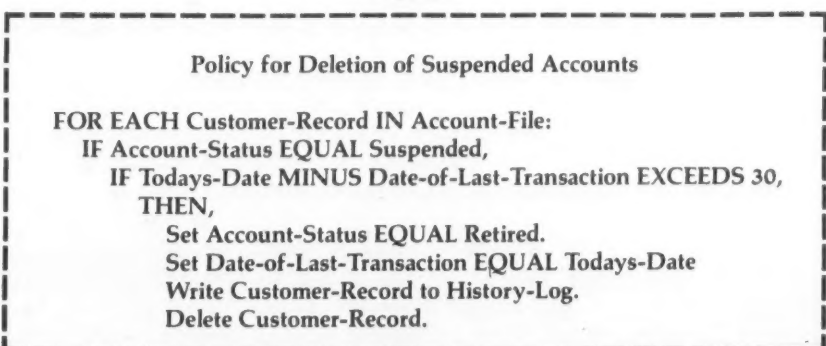 Policy for Deletion of Suspended Accounts
FOR EACH Customer-Record IN Account-File:
IF Account-Status EQUAL Suspended,
IF Todays-Date MINUS Date-of-Last-Transaction EXCEEDS 30,
THEN,
Set Account-Status EQUAL Retired.
Set Date-of-Last-Transaction EQUAL Todays-Date
Write Customer-Record to History-Log.
Delete Customer-Record.